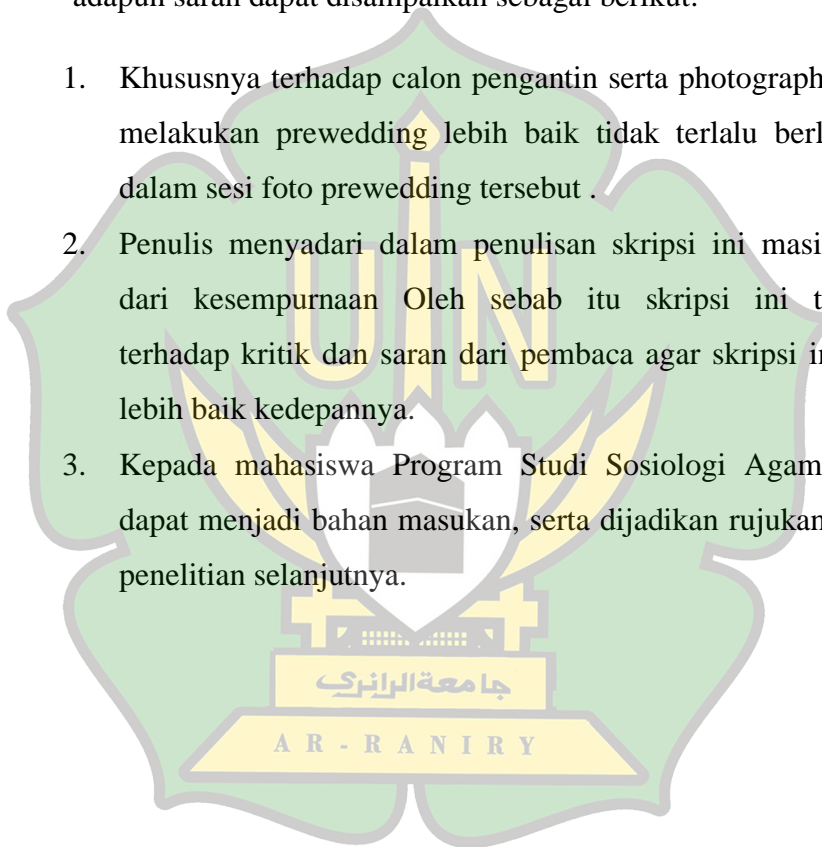 adapun saran dapat disampaikan sebagai berikut:
1. Khususnya terhadap calon pengantin serta photograph
melakukan prewedding lebih baik tidak terlalu berl
dalam sesi foto prewedding tersebut .
2. Penulis menyadari dalam penulisan skripsi ini masi
dari kesempurnaan Oleh sebab itu skripsi ini t
terhadap kritik dan saran dari pembaca agar skripsi in
lebih baik kedepannya.
3. Kepada mahasiswa Program Studi Sosiologi Agam
dapat menjadi bahan masukan, serta dijadikan rujukan
penelitian selanjutnya.
UIN
جامعةالرانري
AR-RANIRY